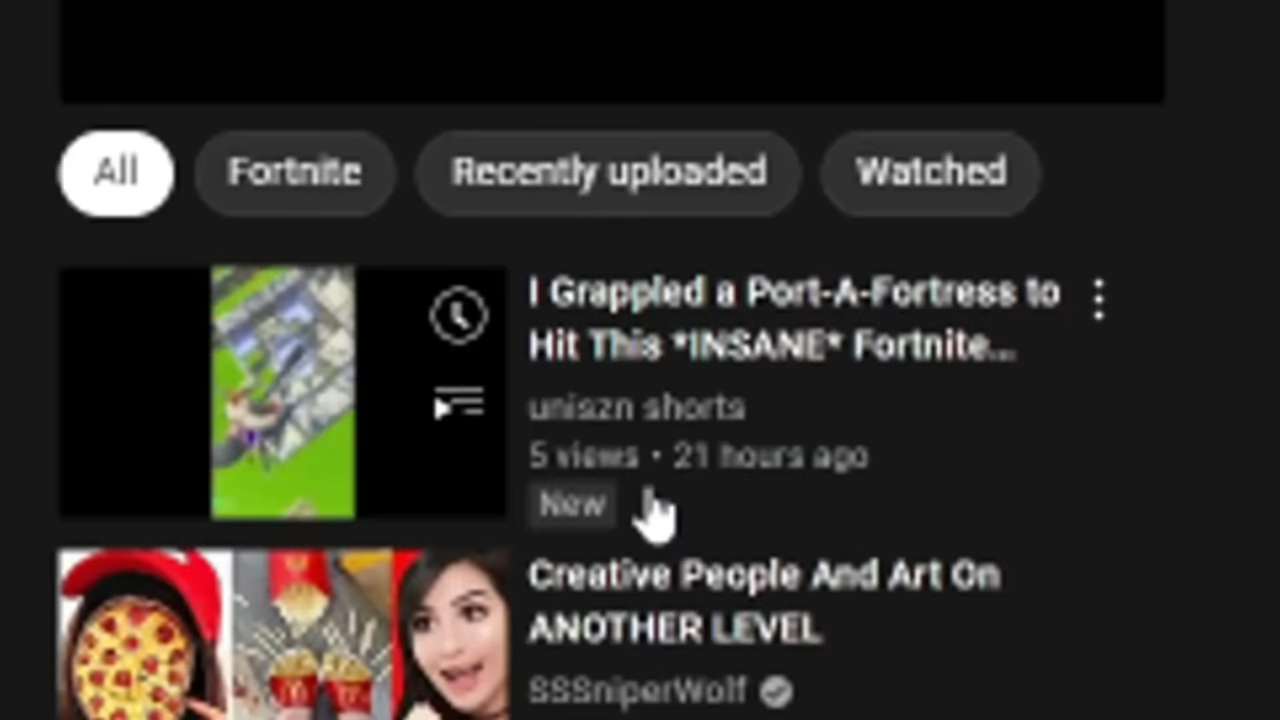 All
Fortnite
Recently uploaded
Watched
I Grappled a Port-A-Fortress to
Hit This *INSANE* Fortnite...
uniszn shorts
5 views • 21 hours ago
New
Creative People And Art On
ANOTHER LEVEL
SSSniperWolf